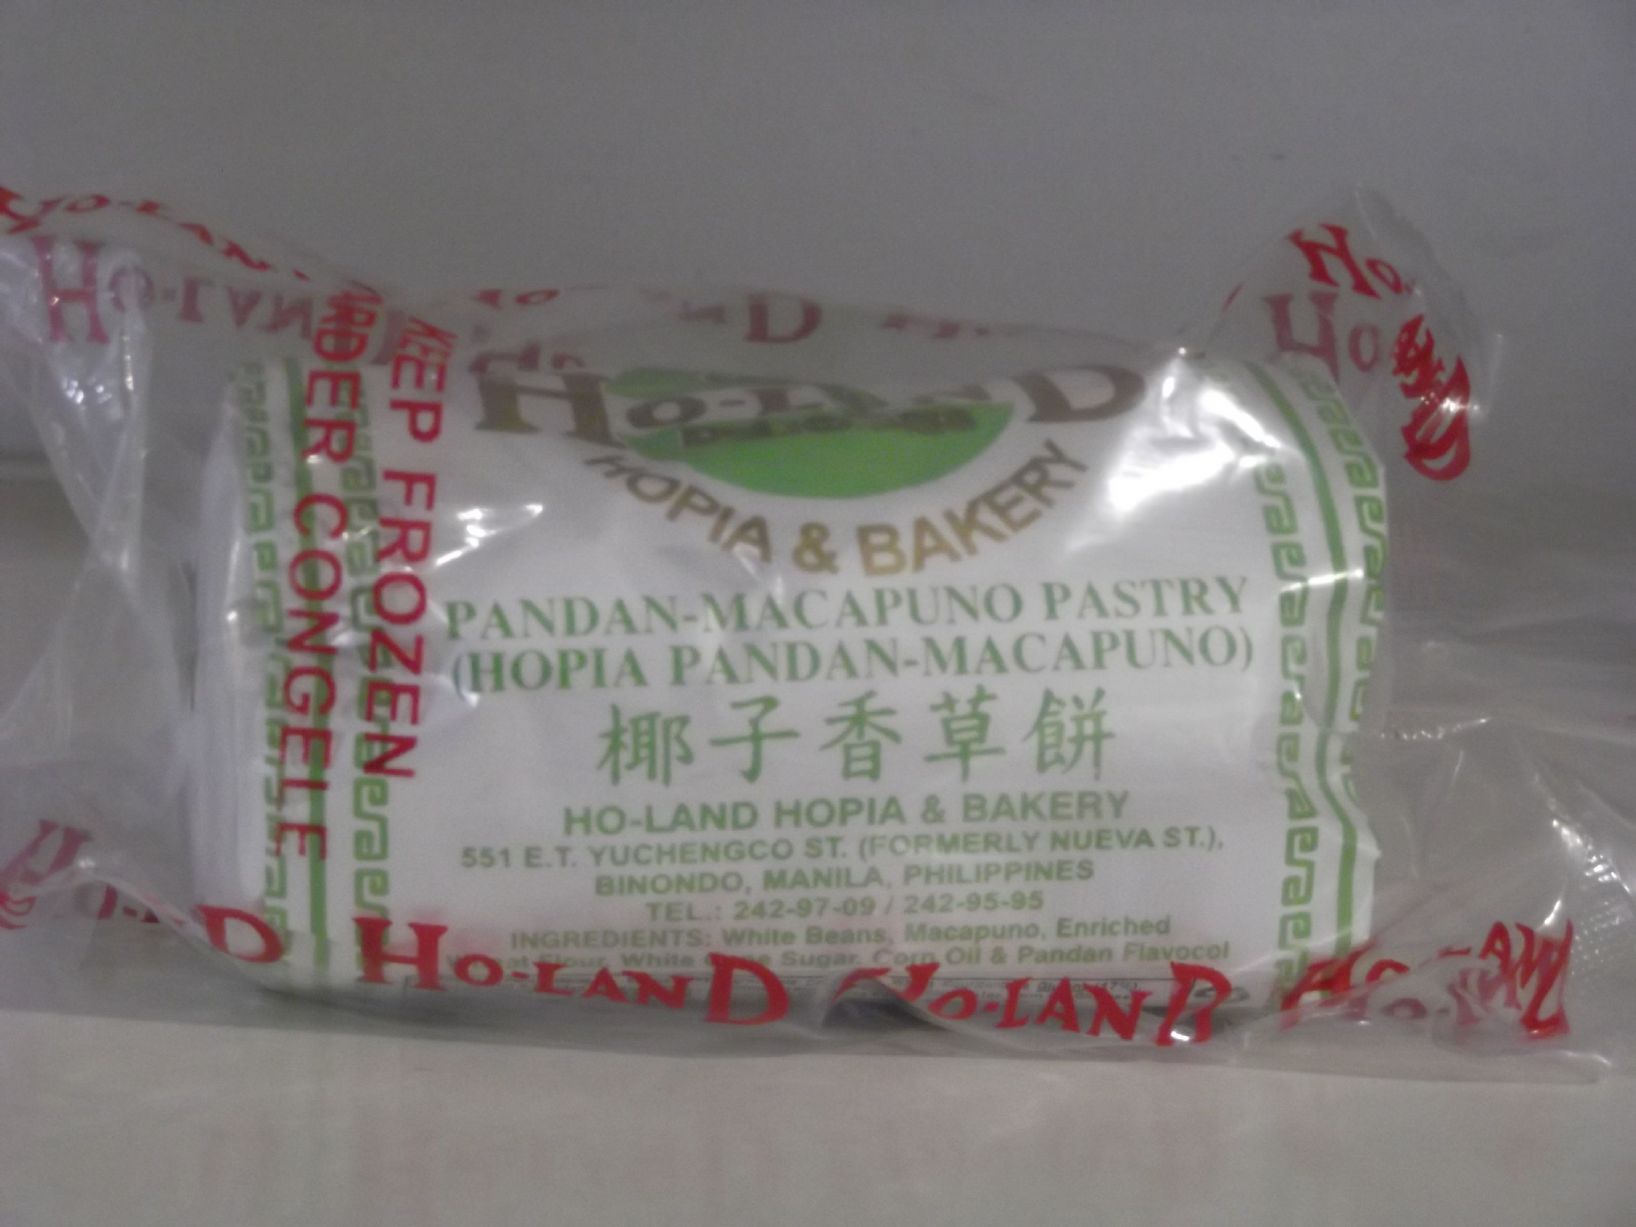 HO-LAND
HOPIA & BAKERY
KEEP FROZEN
GARDER CONGELE
PANDAN-MACAPUNO PASTRY
(HOPIA PANDAN-MACAPUNO)
椰子香草餅
HO-LAND HOPIA & BAKERY
551 E.T. YUCHENGCO ST. (FORMERLY NUEVA ST.),
BINONDO, MANILA, PHILIPPINES
TEL.: 242-97-09 / 242-95-95
INGREDIENTS: White Beans, Macapuno, Enriched
Wheat Flour, White Cane Sugar, Corn Oil & Pandan Flavocol
HO-LAND HO-LAND